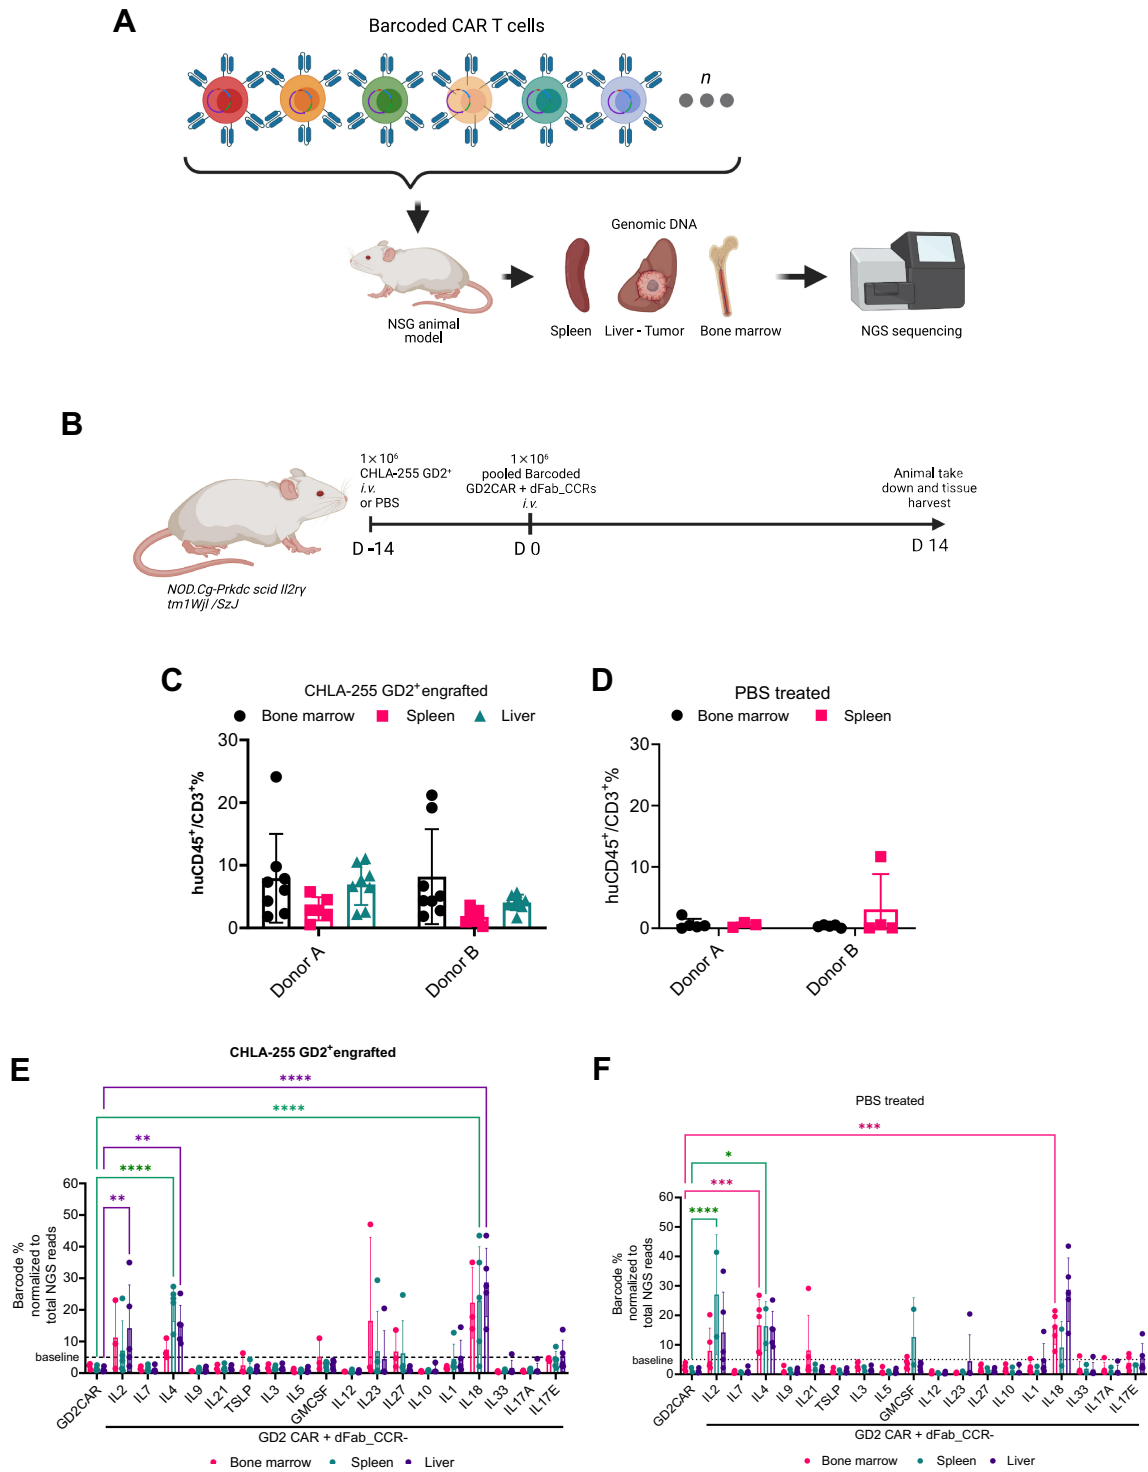 A
Barcoded CAR T cells
n
Genomic DNA
NSG animal
model
Spleen
Liver - Tumor
Bone marrow
NGS sequencing
B
1×10⁶
CHLA-255 GD2⁺
i.v.
or PBS
1×10⁶
pooled Barcoded
GD2CAR + dFab_CCRs
i.v.
Animal take
down and tissue
harvest
D -14
D 0
D 14
NOD.Cg-Prkdc scid Il2rγ
tm1Wjl /SzJ
C
CHLA-255 GD2⁺engrafted
Bone marrow
Spleen
Liver
huCD45⁺/CD3⁺%
30
20
10
0
Donor A
Donor B
D
PBS treated
Bone marrow
Spleen
huCD45⁺/CD3⁺%
30
20
10
0
Donor A
Donor B
E
CHLA-255 GD2⁺engrafted
****
****
**
****
**
Barcode %
normalized to
total NGS reads
60
50
40
30
20
10
baseline
0
GD2CAR
IL2
IL7
IL4
IL9
IL21
TSLP
IL3
IL5
GMCSF
IL12
IL23
IL27
IL10
IL1
IL18
IL33
IL17A
IL17E
GD2 CAR + dFab_CCR-
Bone marrow
Spleen
Liver
F
PBS treated
***
*
***
****
Barcode %
normalized to
total NGS reads
60
50
40
30
20
10
baseline
0
GD2CAR
IL2
IL7
IL4
IL9
IL21
TSLP
IL3
IL5
GMCSF
IL12
IL23
IL27
IL10
IL1
IL18
IL33
IL17A
IL17E
GD2 CAR + dFab_CCR-
Bone marrow
Spleen
Liver